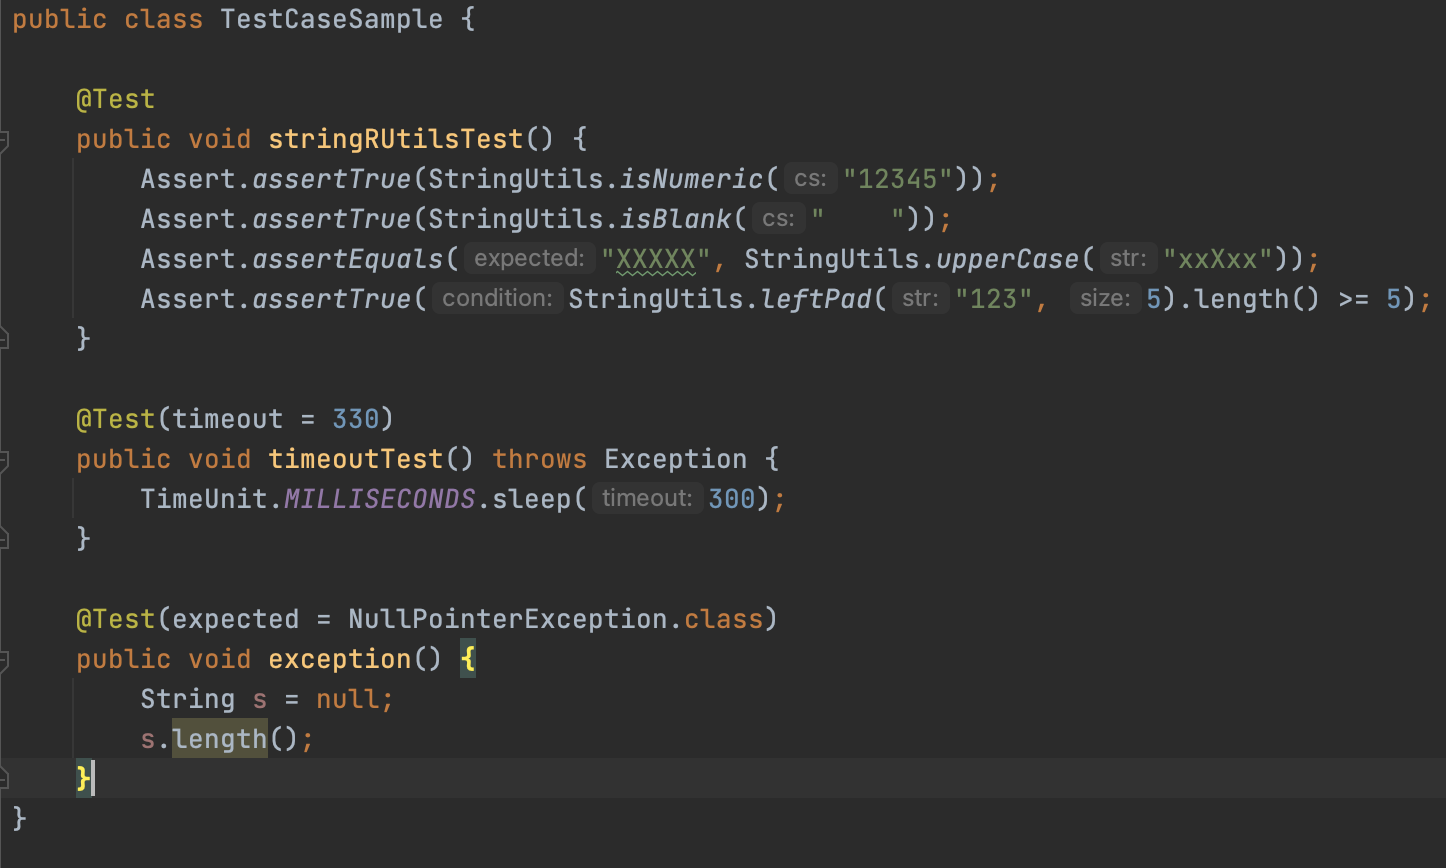 public class TestCaseSample {
@Test
public void stringRUtilsTest() {
Assert.assertTrue(StringUtils.isNumeric( cs: "12345"));
Assert.assertTrue(StringUtils.isBlank( cs: "    "));
Assert.assertEquals( expected: "XXXXX", StringUtils.upperCase( str: "xxXxx"));
Assert.assertTrue( condition: StringUtils.leftPad( str: "123", size: 5).length() >= 5);
}
@Test(timeout = 330)
public void timeoutTest() throws Exception {
TimeUnit.MILLISECONDS.sleep( timeout: 300);
}
@Test(expected = NullPointerException.class)
public void exception() {
String s = null;
s.length();
}
}